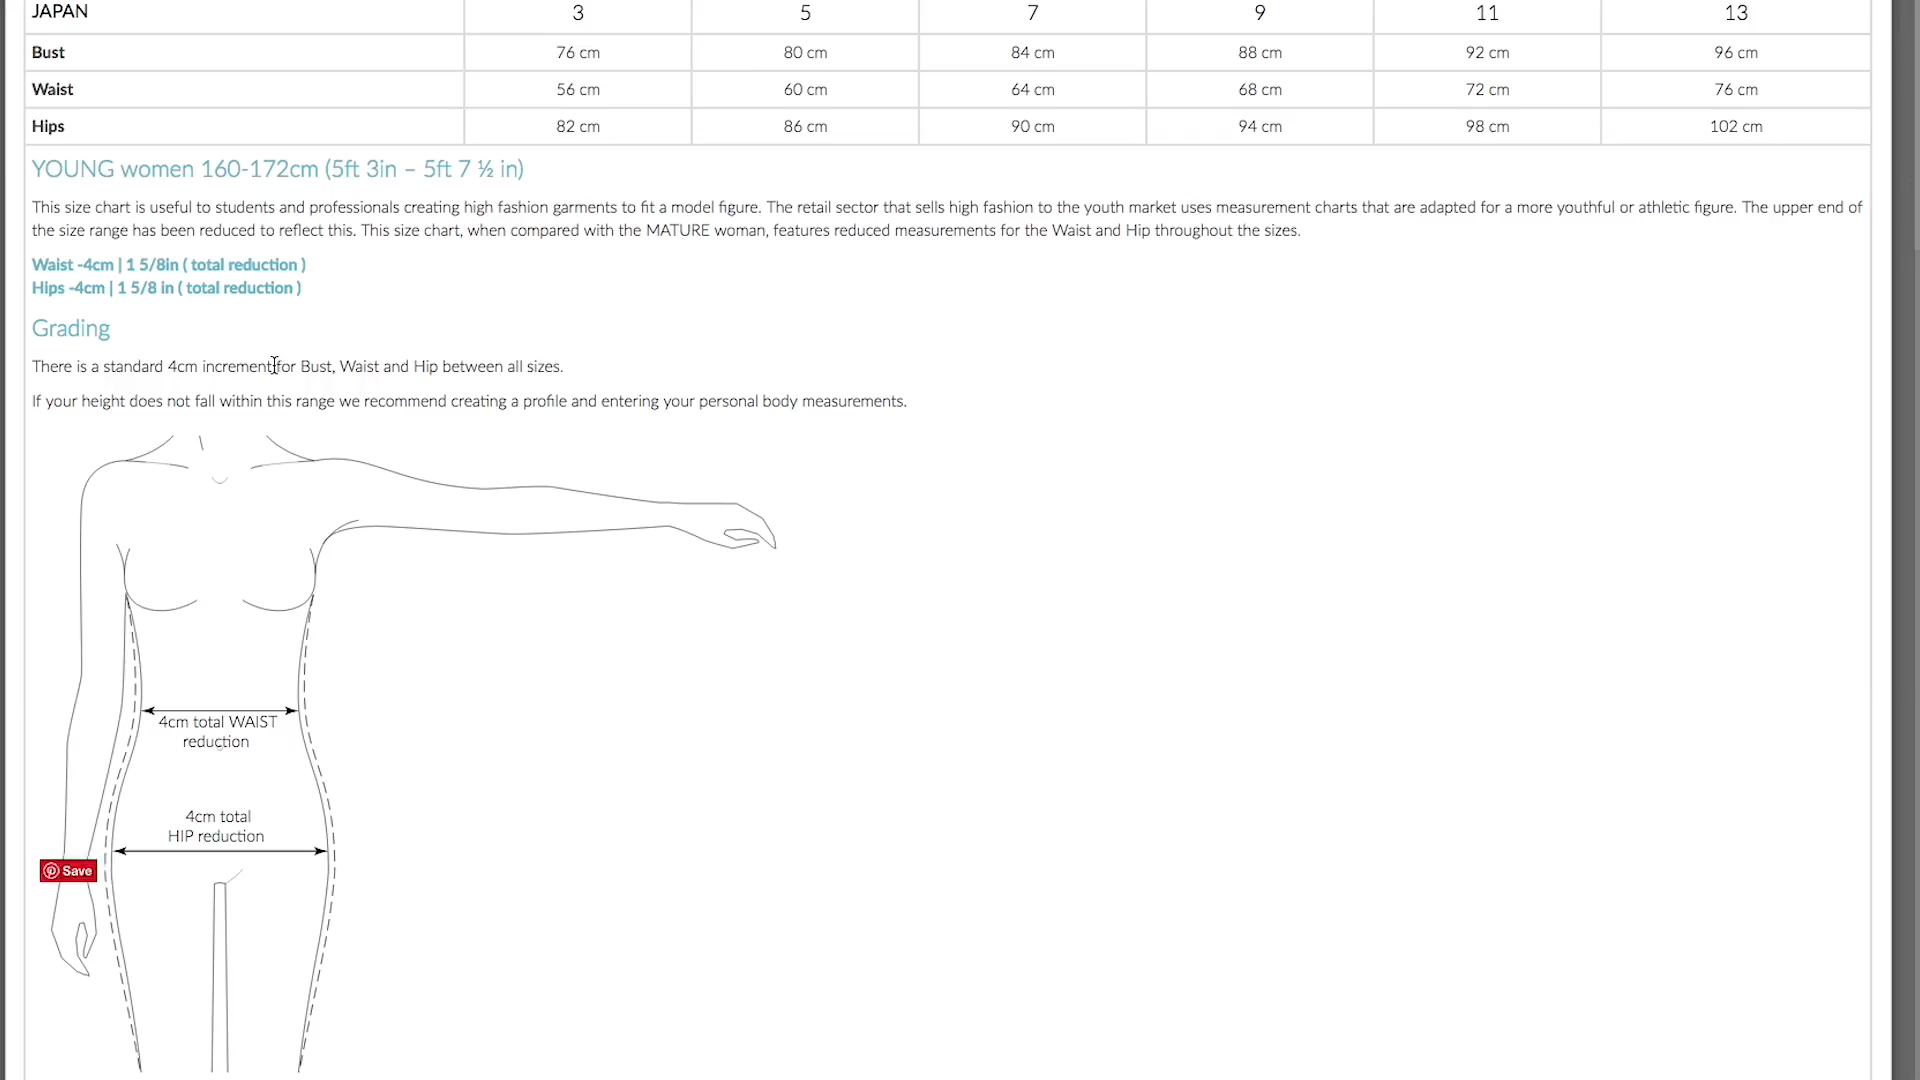 JAPAN 3 5 7 9 11 13
Bust 76 cm 80 cm 84 cm 88 cm 92 cm 96 cm
Waist 56 cm 60 cm 64 cm 68 cm 72 cm 76 cm
Hips 82 cm 86 cm 90 cm 94 cm 98 cm 102 cm
YOUNG women 160-172cm (5ft 3in – 5ft 7 ½ in)
This size chart is useful to students and professionals creating high fashion garments to fit a model figure. The retail sector that sells high fashion to the youth market uses measurement charts that are adapted for a more youthful or athletic figure. The upper end of
the size range has been reduced to reflect this. This size chart, when compared with the MATURE woman, features reduced measurements for the Waist and Hip throughout the sizes.
Waist -4cm | 1 5/8in ( total reduction )
Hips -4cm | 1 5/8 in ( total reduction )
Grading
There is a standard 4cm increment for Bust, Waist and Hip between all sizes.
If your height does not fall within this range we recommend creating a profile and entering your personal body measurements.
4cm total WAIST
reduction
4cm total
HIP reduction
Save